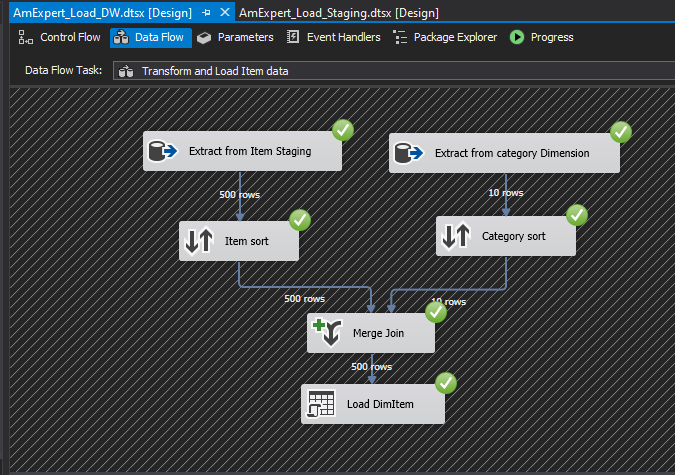 AmExpert_Load_DW.dtsx [Design] AmExpert_Load_Staging.dtsx [Design]
Control Flow Data Flow Parameters Event Handlers Package Explorer Progress
Data Flow Task: Transform and Load Item data
Extract from Item Staging
Extract from category Dimension
500 rows
10 rows
Item sort
Category sort
500 rows
10 rows
Merge Join
500 rows
Load DimItem